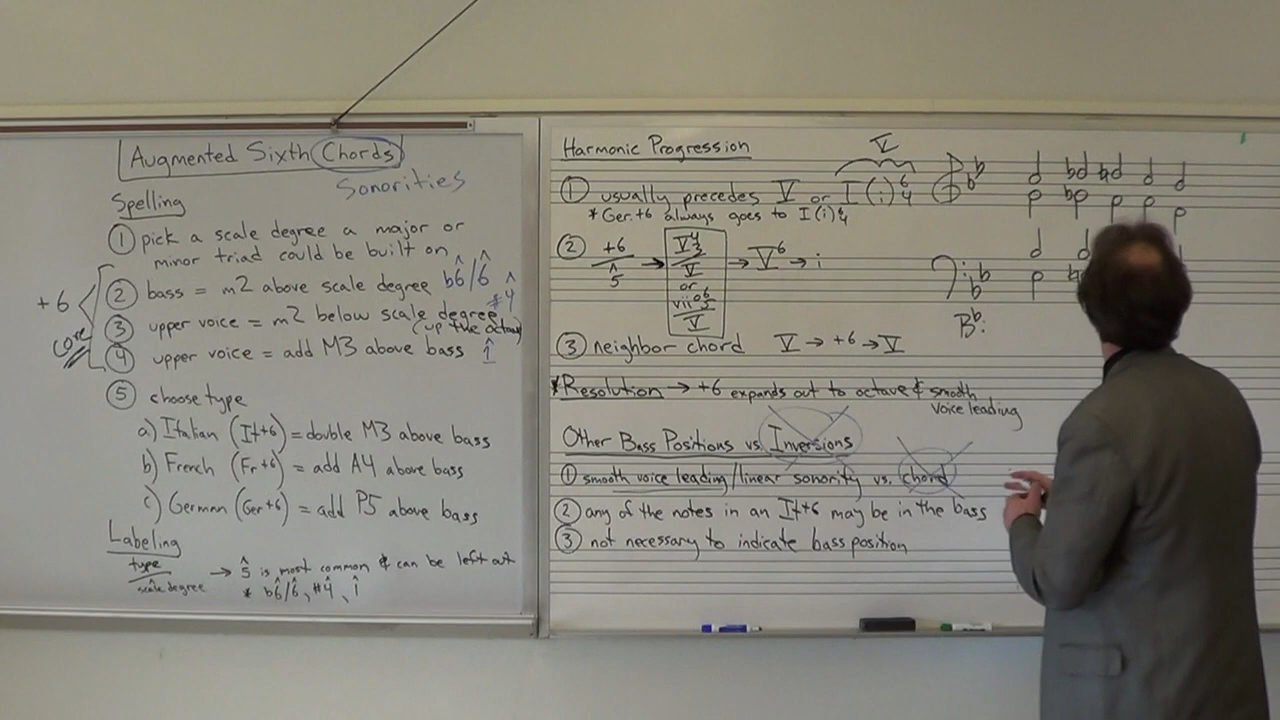 Augmented Sixth Chords
Sonorities
Spelling
① pick a scale degree a major or
minor triad could be built on
② bass = m2 above scale degree b6̂/6̂
③ upper voice = m2 below scale degree #4̂
(up the octave)
④ upper voice = add M3 above bass 1̂
+6
core
⑤ choose type
a) Italian (It+6) = double M3 above bass
b) French (Fr+6) = add A4 above bass
c) German (Ger+6) = add P5 above bass
Labeling
type
scale degree → 5̂ is most common & can be left out
* b6̂/6̂, #4̂, 1̂
Harmonic Progression
V
① usually precedes V or I(i)6/4
* Ger.+6 always goes to I(i)6/4
② +6/5̂ → V4/3/V or viio6/5/V → V6 → i
③ neighbor chord V → +6 → V
* Resolution → +6 expands out to octave & smooth
voice leading
Other Bass Positions vs. Inversions
① smooth voice leading/linear sonority vs. chord
② any of the notes in an It+6 may be in the bass
③ not necessary to indicate bass position
Bb: